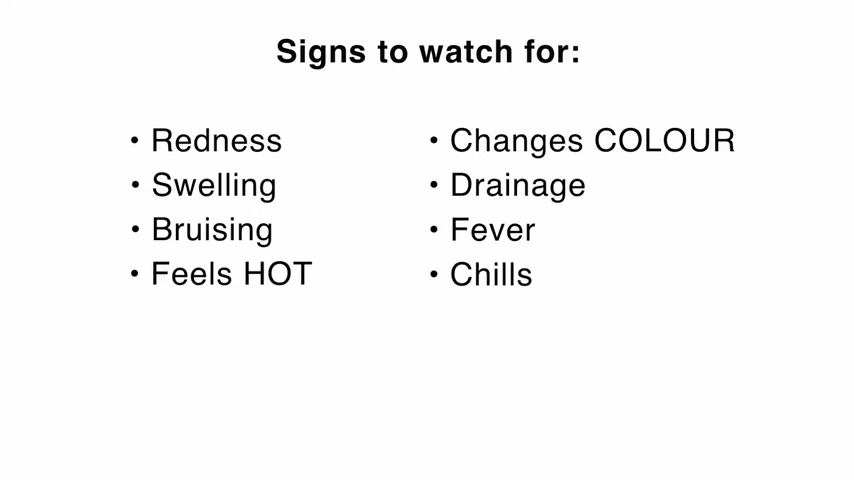 Signs to watch for:
• Redness
• Swelling
• Bruising
• Feels HOT
• Changes COLOUR
• Drainage
• Fever
• Chills